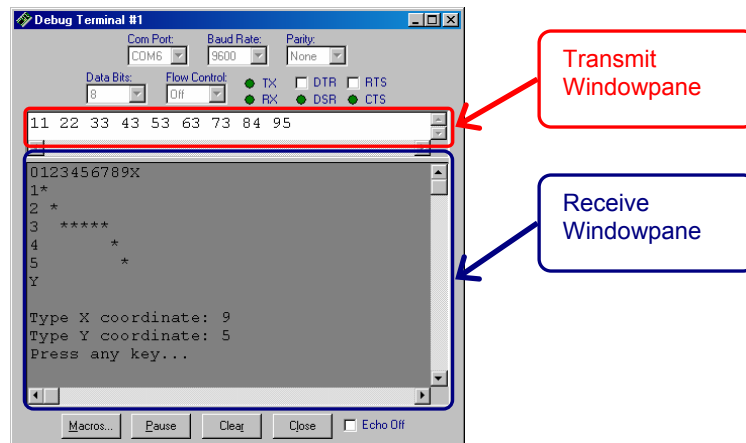 Debug Terminal #1
Com Port: Baud Rate: Parity:
COM6 9600 None
Data Bits: Flow Control: TX DTR RTS
8 Off RX DSR CTS
11 22 33 43 53 63 73 84 95
Transmit
Windowpane
0123456789X
1*
2 *
3  *****
4       *
5        *
Y
Type X coordinate: 9
Type Y coordinate: 5
Press any key...
Receive
Windowpane
Macros... Pause Clear Close Echo Off